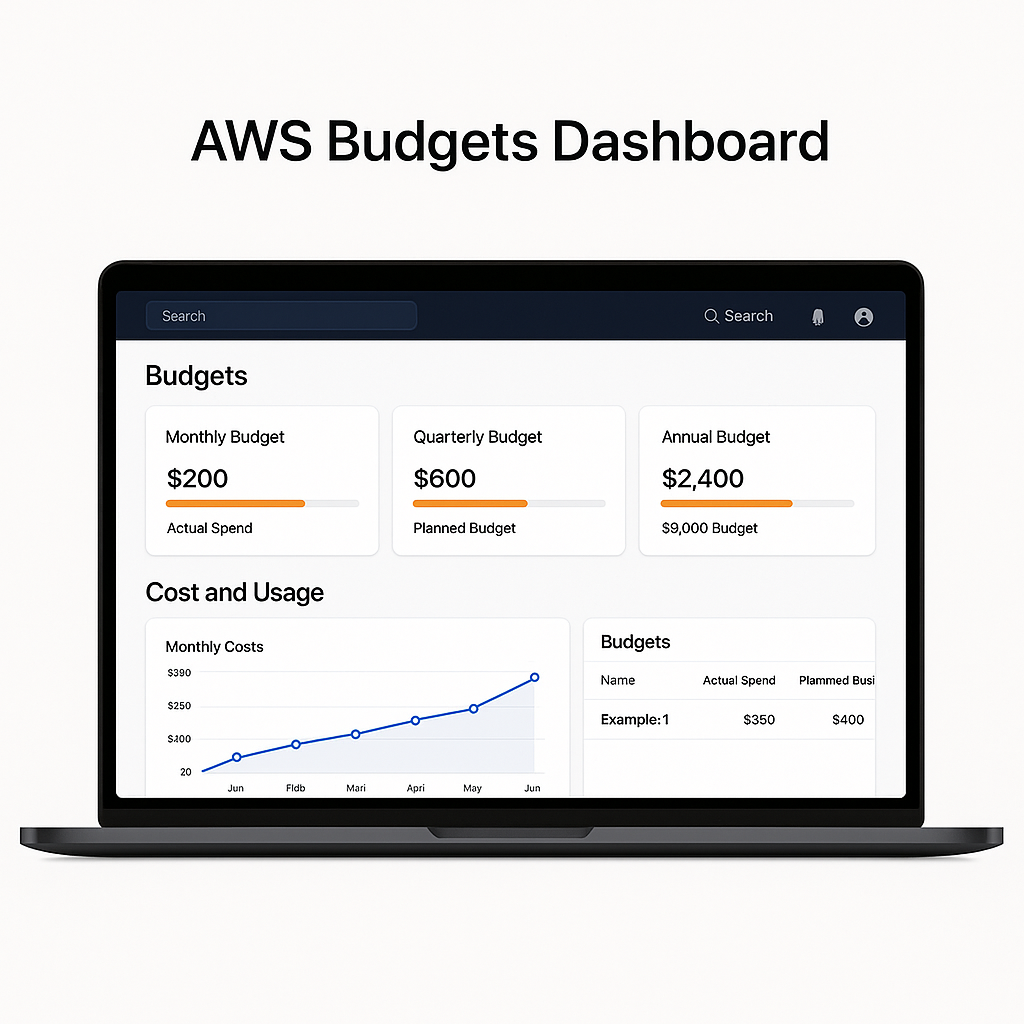 AWS Budgets Dashboard
Search
Search
Budgets
Monthly Budget
$200
Actual Spend
Quarterly Budget
$600
Planned Budget
Annual Budget
$2,400
$9,000 Budget
Cost and Usage
Monthly Costs
$390
$250
$400
20
Jun Fldb Mari Apri May Jun
Budgets
Name Actual Spend Plammed Busi
Example:1 $350 $400